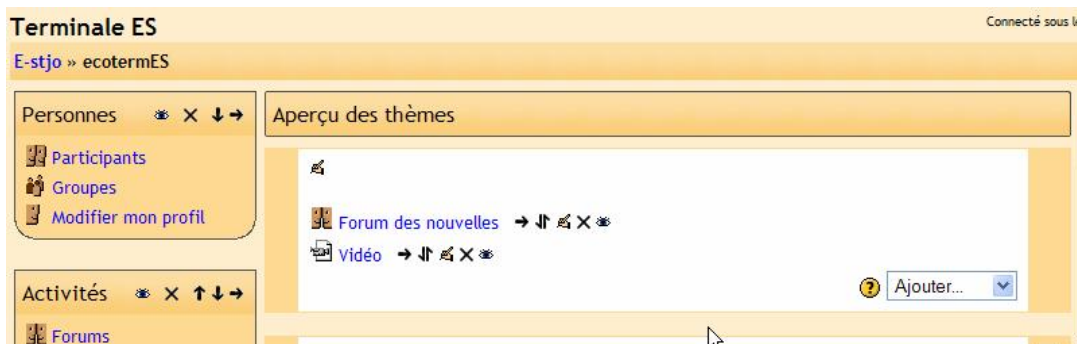 Terminale ES
Connecté sous l
E-stjo » ecotermES
Personnes
Participants
Groupes
Modifier mon profil
Activités
Forums
Aperçu des thèmes
Forum des nouvelles
Vidéo
Ajouter...